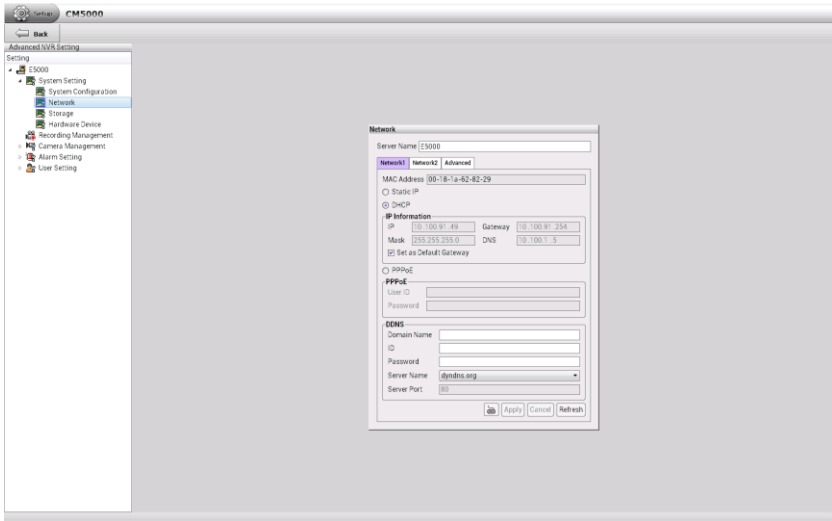 Setup CM5000
Back
Advanced NVR Setting
Setting
E5000
System Setting
System Configuration
Network
Storage
Hardware Device
Recording Management
Camera Management
Alarm Setting
User Setting
Network
Server Name E5000
Network1 Network2 Advanced
MAC Address 00-18-1a-62-82-29
Static IP
DHCP
IP Information
IP 10.100.91.49 Gateway 10.100.91.254
Mask 255.255.255.0 DNS 10.100.1.5
Set as Default Gateway
PPPoE
PPPoE
User ID
Password
DDNS
Domain Name
ID
Password
Server Name dyndns.org
Server Port 80
Apply Cancel Refresh